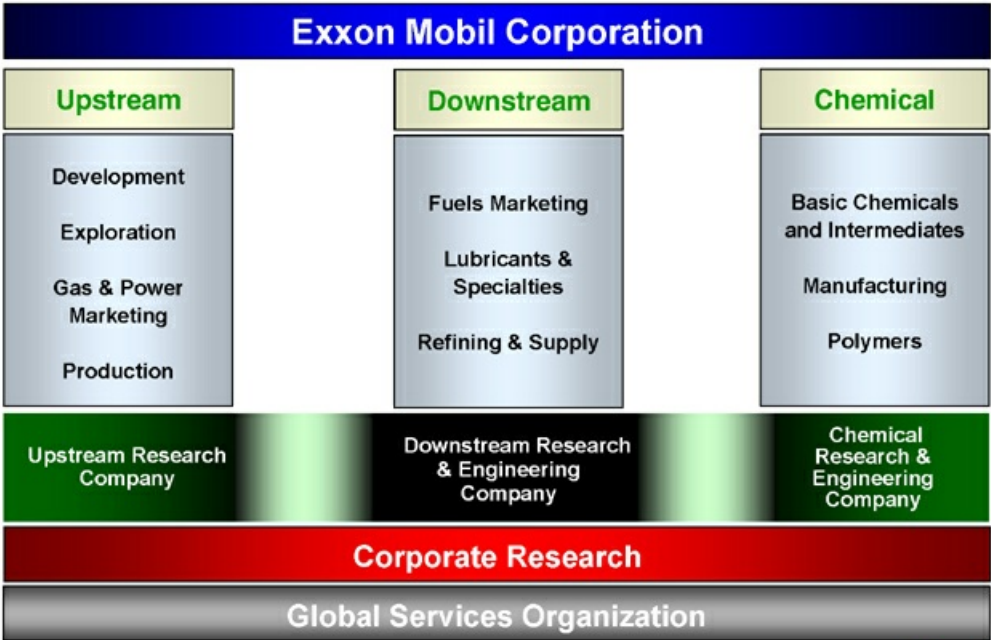 Exxon Mobil Corporation
Upstream
Development
Exploration
Gas & Power
Marketing
Production
Downstream
Fuels Marketing
Lubricants &
Specialties
Refining & Supply
Chemical
Basic Chemicals
and Intermediates
Manufacturing
Polymers
Upstream Research
Company
Downstream Research
& Engineering
Company
Chemical
Research &
Engineering
Company
Corporate Research
Global Services Organization